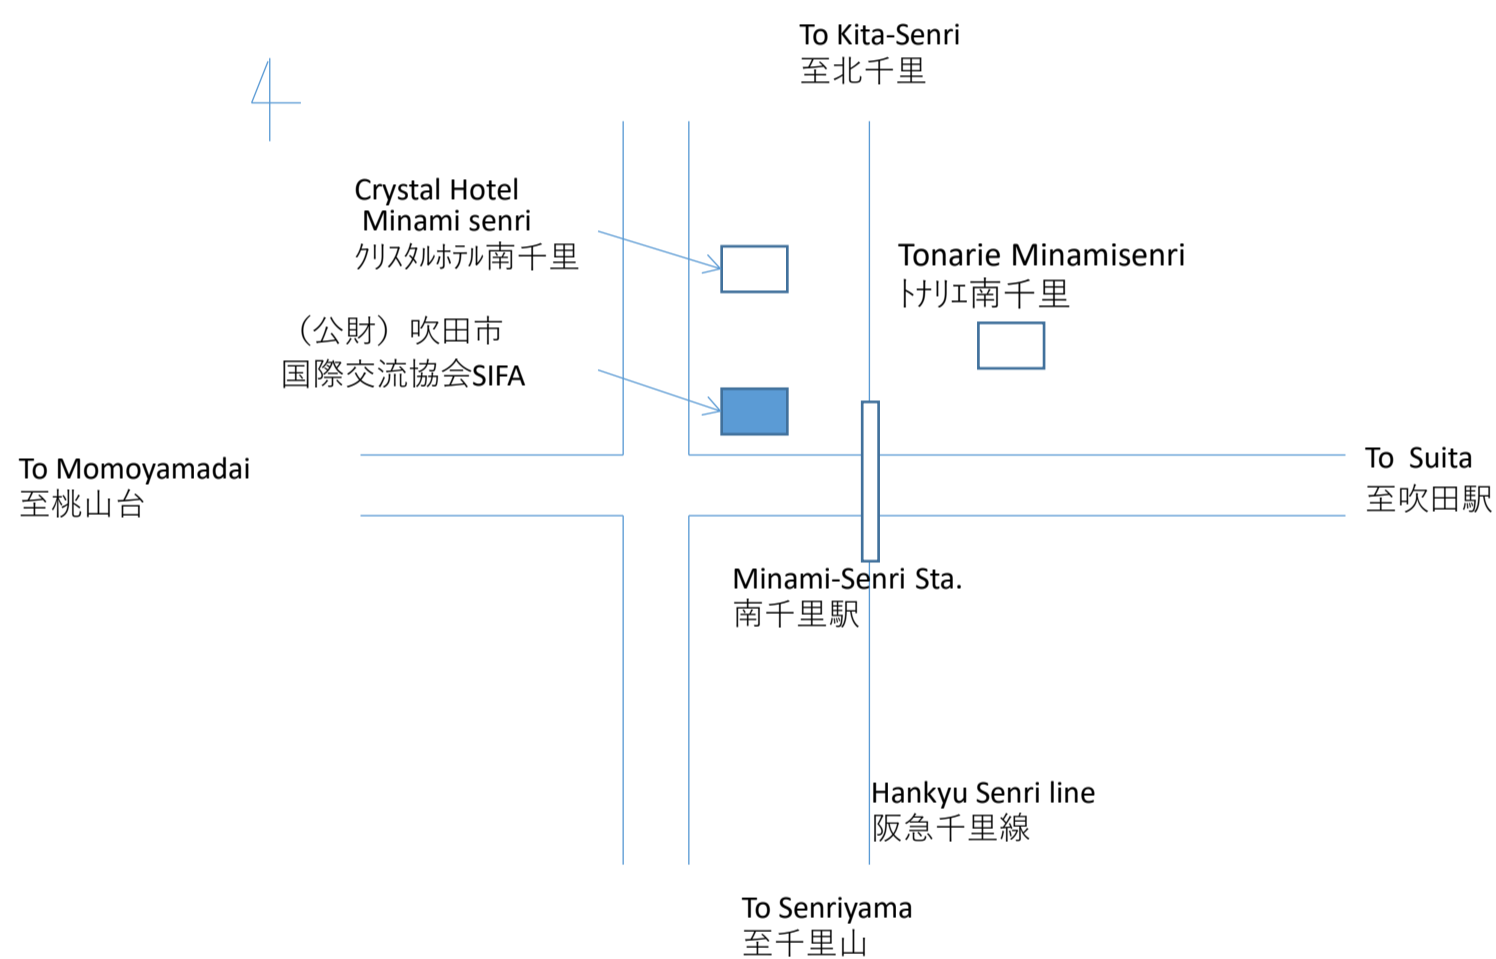 To Kita-Senri
至北千里
Crystal Hotel
Minami senri
ｸﾘｽﾀﾙﾎﾃﾙ南千里
Tonarie Minamisenri
ﾄﾅﾘｴ南千里
（公財）吹田市
国際交流協会SIFA
To Momoyamadai
至桃山台
To Suita
至吹田駅
Minami-Senri Sta.
南千里駅
Hankyu Senri line
阪急千里線
To Senriyama
至千里山